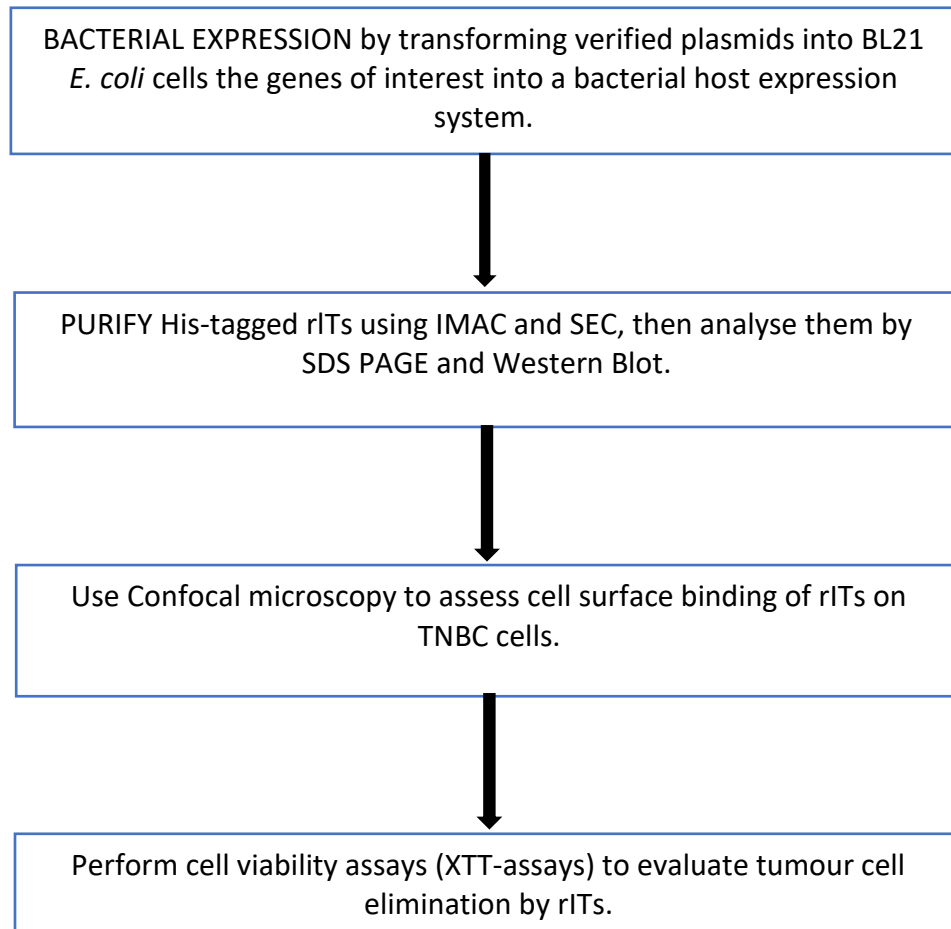 BACTERIAL EXPRESSION by transforming verified plasmids into BL21
E. coli cells the genes of interest into a bacterial host expression
system.
PURIFY His-tagged rITs using IMAC and SEC, then analyse them by
SDS PAGE and Western Blot.
Use Confocal microscopy to assess cell surface binding of rITs on
TNBC cells.
Perform cell viability assays (XTT-assays) to evaluate tumour cell
elimination by rITs.